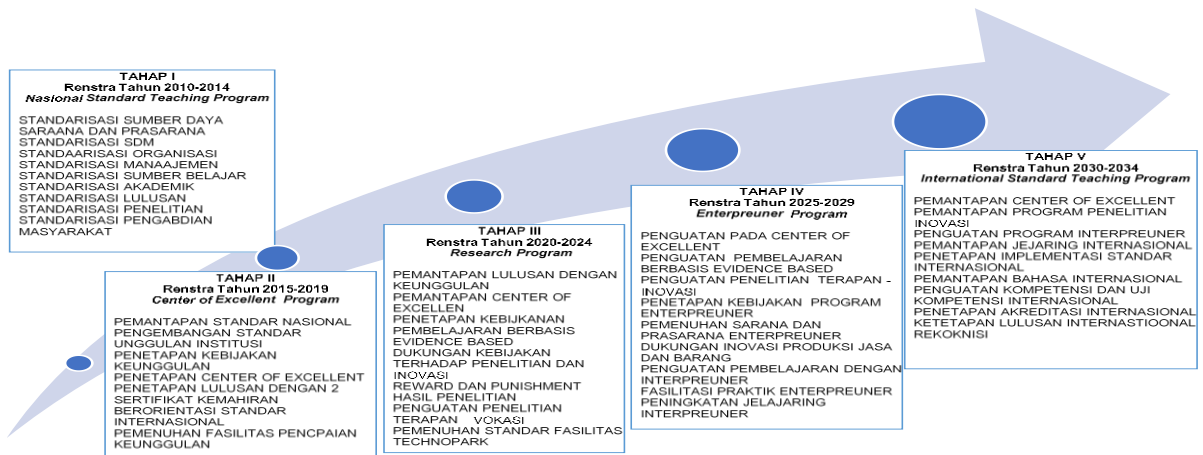 TAHAP I
Renstra Tahun 2010-2014
Nasional Standard Teaching Program
STANDARISASI SUMBER DAYA
SARAANA DAN PRASARANA
STANDARISASI SDM
STANDAARISASI ORGANISASI
STANDARISASI MANAAJEMEN
STANDARISASI SUMBER BELAJAR
STANDARISASI AKADEMIK
STANDARISASI LULUSAN
STANDARISASI PENELITIAN
STANDARISASI PENGABDIAN
MASYARAKAT
TAHAP II
Renstra Tahun 2015-2019
Center of Excellent Program
PEMANTAPAN STANDAR NASIONAL
PENGEMBANGAN STANDAR
UNGGULAN INSTITUSI
PENETAPAN KEBIJAKAN
KEUNGGULAN
PENETAPAN CENTER OF EXCELLENT
PENETAPAN LULUSAN DENGAN 2
SERTIFIKAT KEMAHIRAN
BERORIENTASI STANDAR
INTERNASIONAL
PEMENUHAN FASILITAS PENCPAIAN
KEUNGGULAN
TAHAP III
Renstra Tahun 2020-2024
Research Program
PEMANTAPAN LULUSAN DENGAN
KEUNGGULAN
PEMANTAPAN CENTER OF
EXCELLEN
PENETAPAN KEBIJKANAN
PEMBELAJARAN BERBASIS
EVIDENCE BASED
DUKUNGAN KEBIJAKAN
TERHADAP PENELITIAN DAN
INOVASI
REWARD DAN PUNISHMENT
HASIL PENELITIAN
PENGUATAN PENELITIAN
TERAPAN VOKASI
PEMENUHAN STANDAR FASILITAS
TECHNOPARK
TAHAP IV
Renstra Tahun 2025-2029
Enterpreuner Program
PENGUATAN PADA CENTER OF
EXCELLENT
PENGUATAN PEMBELAJARAN
BERBASIS EVIDENCE BASED
PENGUATAN PENELITIAN TERAPAN -
INOVASI
PENETAPAN KEBIJAKAN PROGRAM
ENTERPREUNER
PEMENUHAN SARANA DAN
PRASARANA ENTERPREUNER
DUKUNGAN INOVASI PRODUKSI JASA
DAN BARANG
PENGUATAN PEMBELAJARAN DENGAN
INTERPREUNER
FASILITASI PRAKTIK ENTERPREUNER
PENINGKATAN JELAJARING
INTERPREUNER
TAHAP V
Renstra Tahun 2030-2034
International Standard Teaching Program
PEMANTAPAN CENTER OF EXCELLENT
PEMANTAPAN PROGRAM PENELITIAN
INOVASI
PENGUATAN PROGRAM INTERPREUNER
PEMANTAPAN JEJARING INTERNASIONAL
PENETAPAN IMPLEMENTASI STANDAR
INTERNASIONAL
PEMANTAPAN BAHASA INTERNASIONAL
PENGUATAN KOMPETENSI DAN UJI
KOMPETENSI INTERNASIONAL
PENETAPAN AKREDITASI INTERNASIONAL
KETETAPAN LULUSAN INTERNASTIOONAL
REKOKNISI